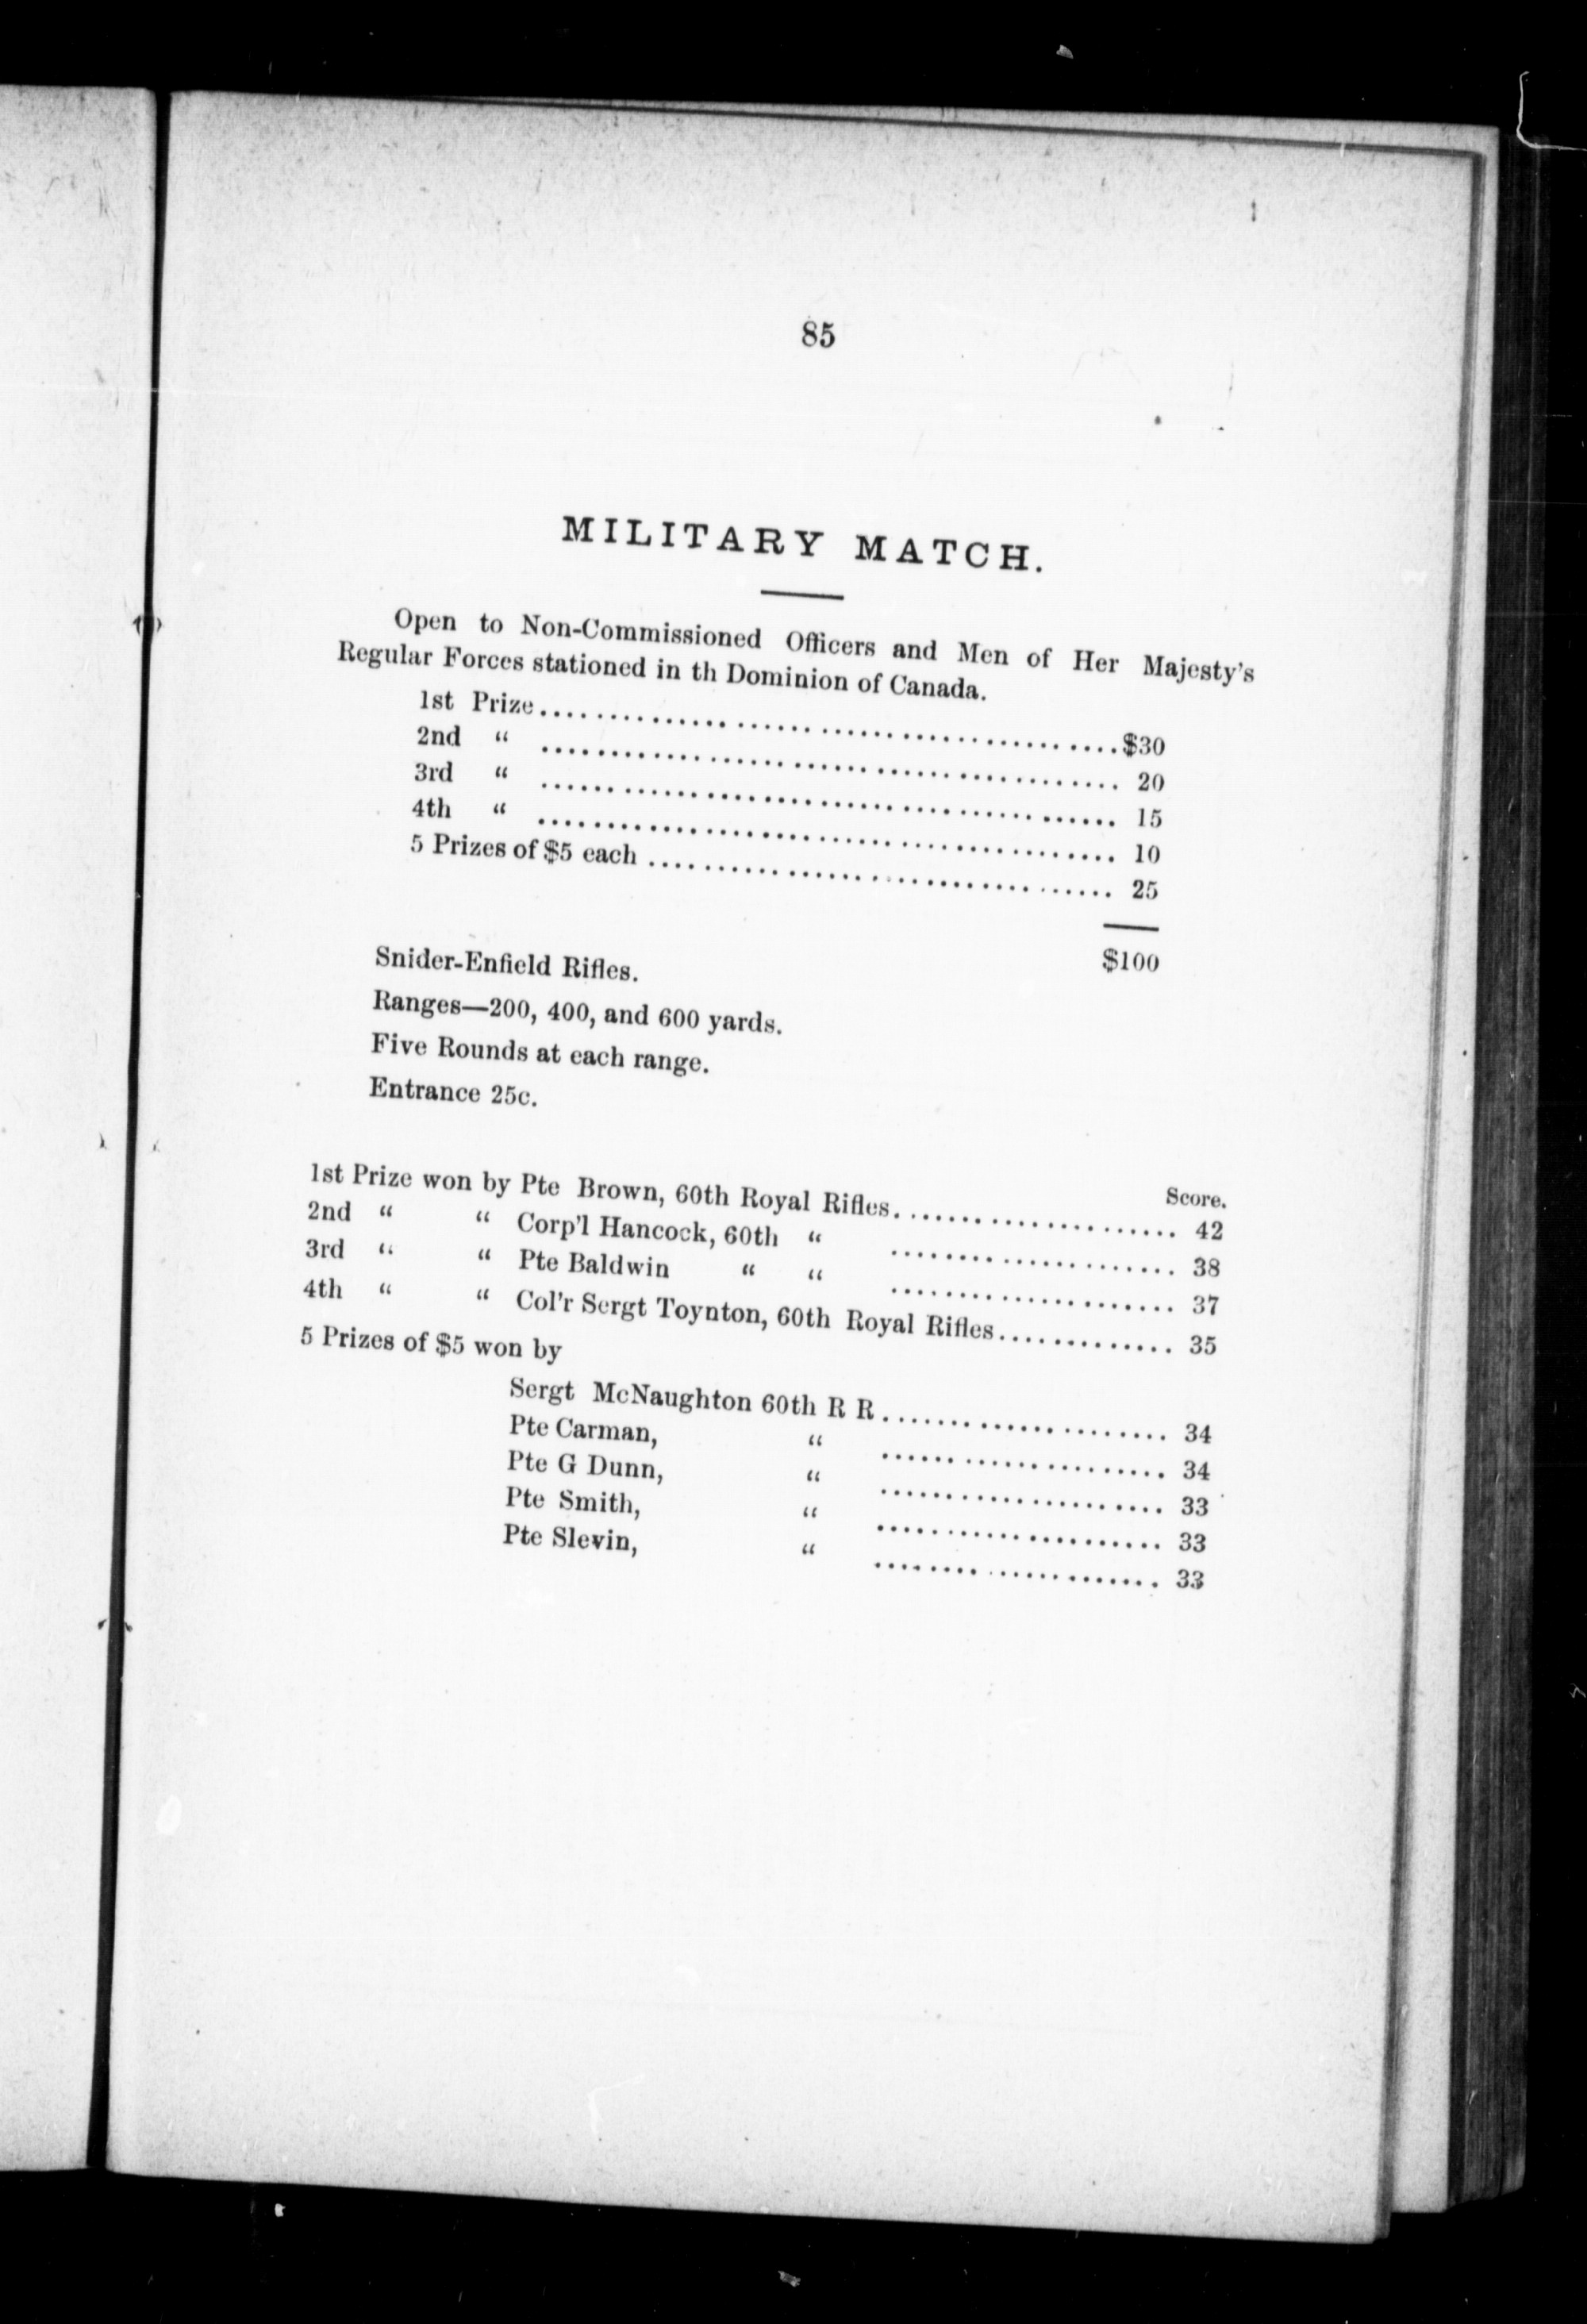 85
MILITARY MATCH.
Open to Non-Commissioned Officers and Men of Her Majesty's
Regular Forces stationed in th Dominion of Canada.
1st Prize........................................$30
2nd “ ........................................ 20
3rd “ ........................................ 15
4th “ ........................................ 10
5 Prizes of $5 each .................................. 25
$100
Snider-Enfield Rifles.
Ranges—200, 400, and 600 yards.
Five Rounds at each range.
Entrance 25c.
Score.
1st Prize won by Pte Brown, 60th Royal Rifles..................... 42
2nd “ “ Corp'l Hancock, 60th “ ..................... 38
3rd “ “ Pte Baldwin “ “ ..................... 37
4th “ “ Col'r Sergt Toynton, 60th Royal Rifles............. 35
5 Prizes of $5 won by
Sergt McNaughton 60th R R..................... 34
Pte Carman, “ ..................... 34
Pte G Dunn, “ ..................... 33
Pte Smith, “ ..................... 33
Pte Slevin, “ ..................... 33